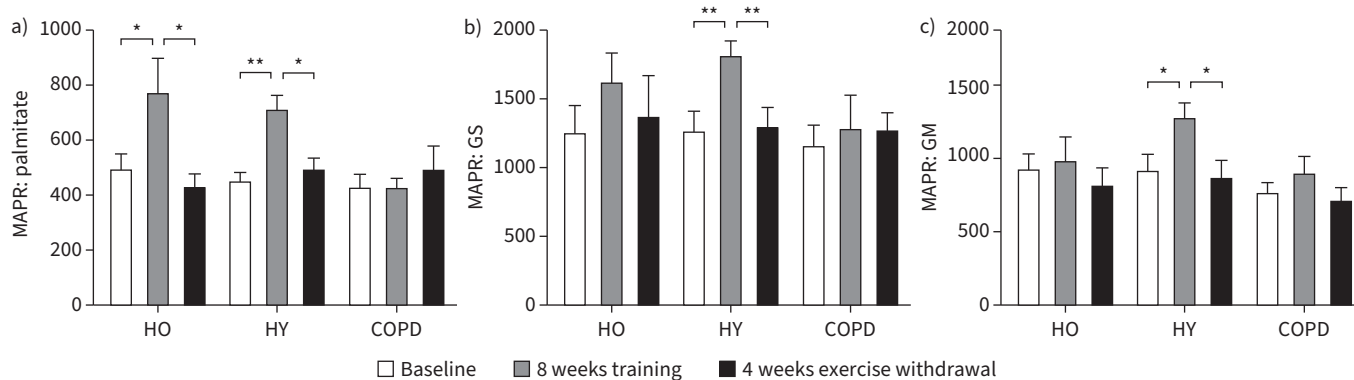 a)
MAPR: palmitate
1000
800
600
400
200
0
* *
** *
HO HY COPD
b)
MAPR: GS
2000
1500
1000
500
0
** **
HO HY COPD
c)
MAPR: GM
2000
1500
1000
500
0
* *
HO HY COPD
Baseline 8 weeks training 4 weeks exercise withdrawal